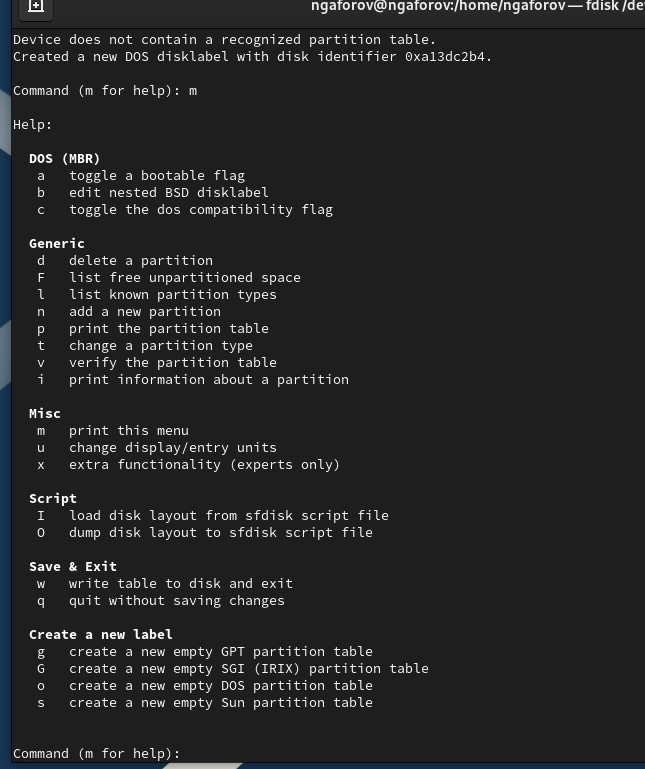 ngaforov@ngaforov:/home/ngaforov — fdisk /de
Device does not contain a recognized partition table.
Created a new DOS disklabel with disk identifier 0xa13dc2b4.
Command (m for help): m
Help:
DOS (MBR)
a toggle a bootable flag
b edit nested BSD disklabel
c toggle the dos compatibility flag
Generic
d delete a partition
F list free unpartitioned space
l list known partition types
n add a new partition
p print the partition table
t change a partition type
v verify the partition table
i print information about a partition
Misc
m print this menu
u change display/entry units
x extra functionality (experts only)
Script
I load disk layout from sfdisk script file
O dump disk layout to sfdisk script file
Save & Exit
w write table to disk and exit
q quit without saving changes
Create a new label
g create a new empty GPT partition table
G create a new empty SGI (IRIX) partition table
o create a new empty DOS partition table
s create a new empty Sun partition table
Command (m for help):